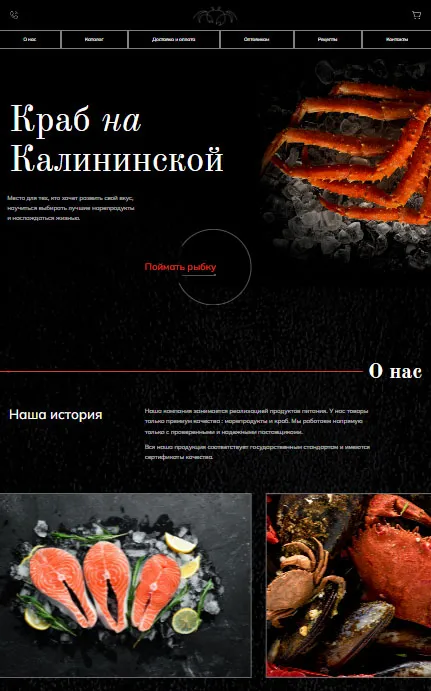 О нас
Каталог
Доставка и оплата
Оптовикам
Рецепты
Контакты
Краб на
Калининской
Место для тех, кто хочет развить свой вкус,
научиться выбирать лучшие морепродукты
и наслаждаться жизнью.
Поймать рыбку
О нас
Наша история
Наша компания занимается реализацией продуктов питания. У нас товары
только премиум качества : морепродукты и краб. Мы работаем напрямую
только с проверенными и надежными поставщиками.
Вся наша продукция соответствует государственным стандартам и имеются
сертификаты качества.